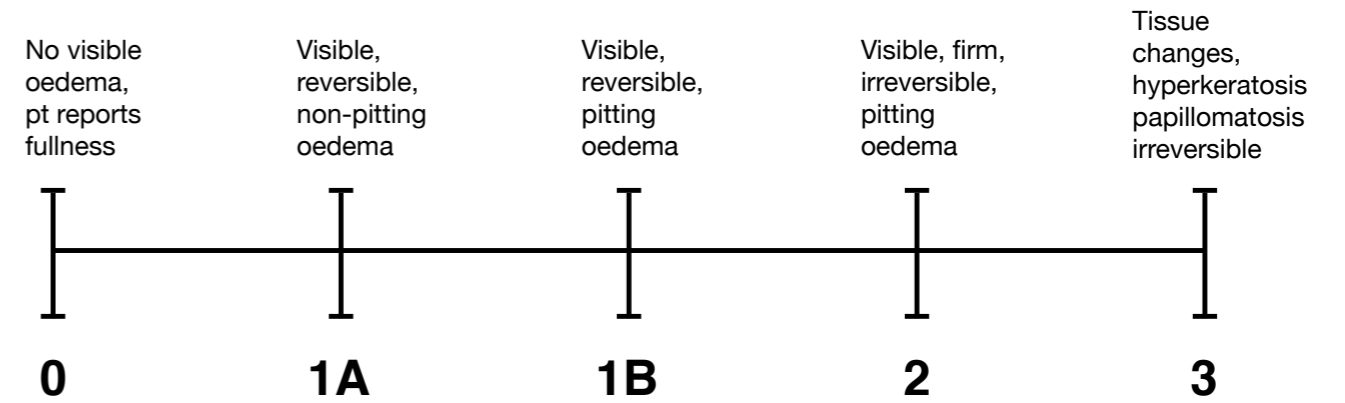 No visible
oedema,
pt reports
fullness
Visible,
reversible,
non-pitting
oedema
Visible,
reversible,
pitting
oedema
Visible, firm,
irreversible,
pitting
oedema
Tissue
changes,
hyperkeratosis
papillomatosis
irreversible
0
1A
1B
2
3